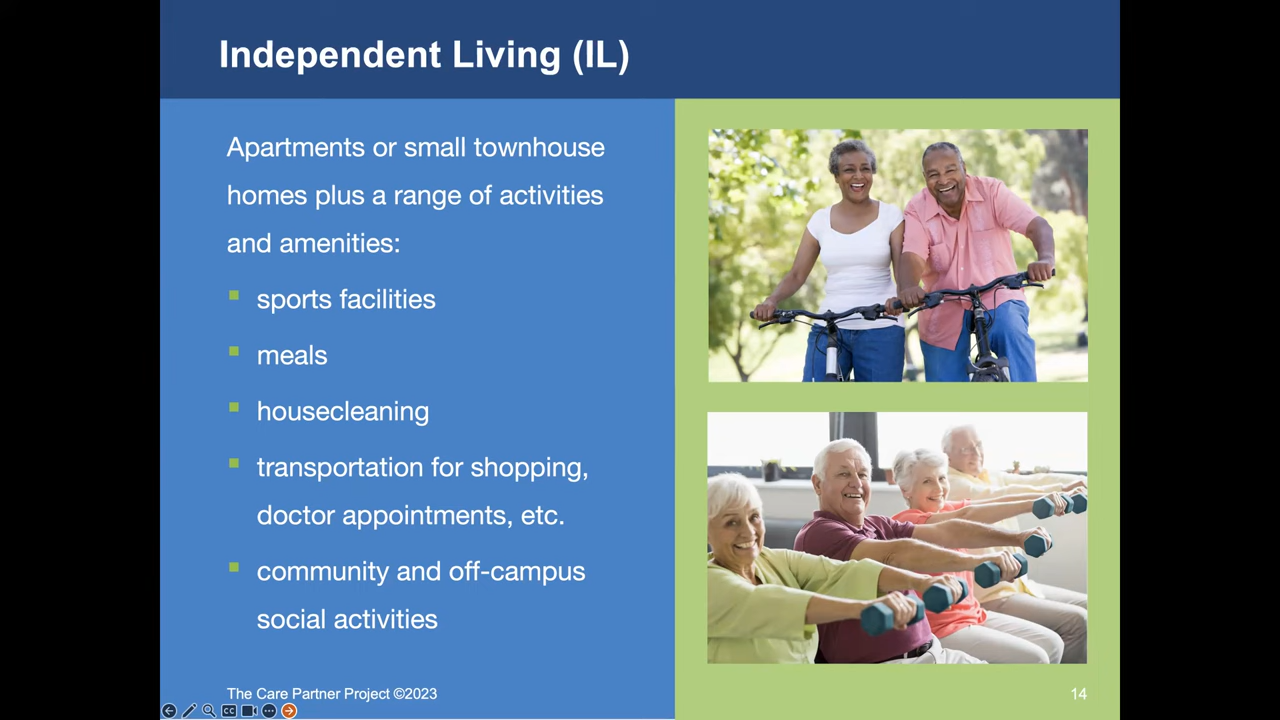 Independent Living (IL)
Apartments or small townhouse
homes plus a range of activities
and amenities:
sports facilities
meals
housecleaning
transportation for shopping,
doctor appointments, etc.
community and off-campus
social activities
The Care Partner Project ©2023
14
CC